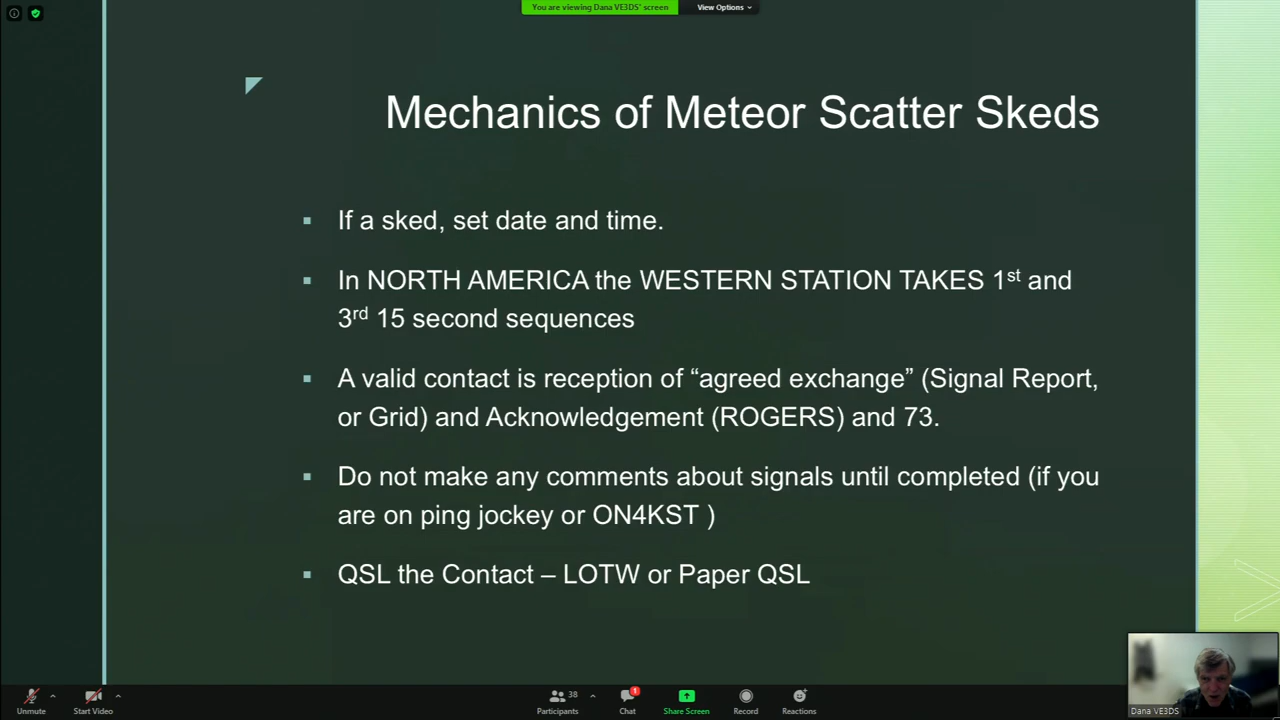 You are viewing Dana VE3DS' screen
View Options
Mechanics of Meteor Scatter Skeds
If a sked, set date and time.
In NORTH AMERICA the WESTERN STATION TAKES 1st and
3rd 15 second sequences
A valid contact is reception of “agreed exchange” (Signal Report,
or Grid) and Acknowledgement (ROGERS) and 73.
Do not make any comments about signals until completed (if you
are on ping jockey or ON4KST )
QSL the Contact – LOTW or Paper QSL
Dana VE3DS
Unmute
Start Video
38
Participants
1
Chat
Share Screen
Record
Reactions